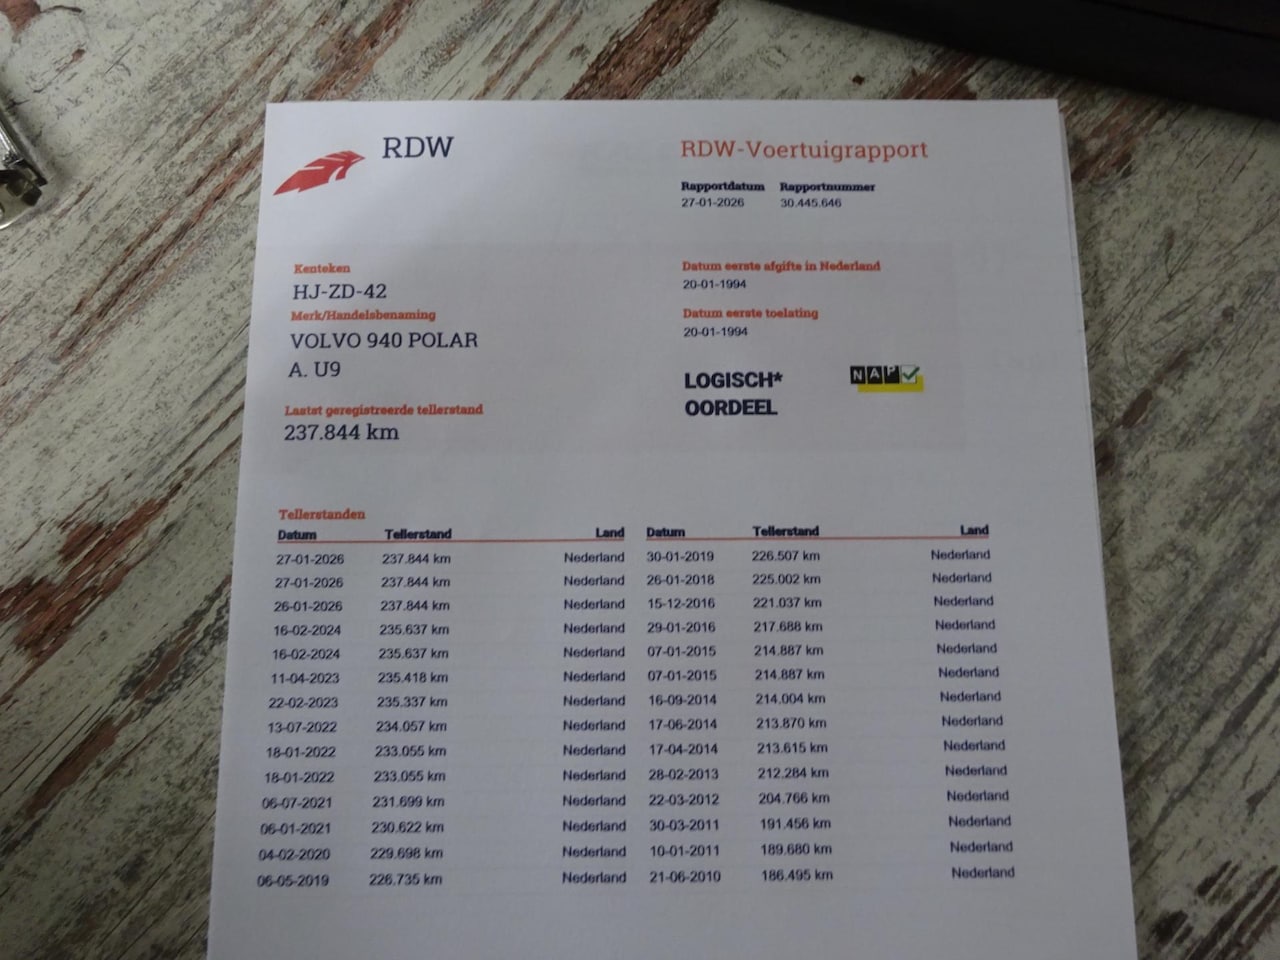 RDW
RDW-Voertuigrapport
Rapportdatum Rapportnummer
27-01-2026 30.445.646
Kenteken
HJ-ZD-42
Merk/Handelsbenaming
VOLVO 940 POLAR
A. U9
Laatst geregistreerde tellerstand
237.844 km
Datum eerste afgifte in Nederland
20-01-1994
Datum eerste toelating
20-01-1994
LOGISCH*
OORDEEL
NAP
Tellerstanden
Datum Tellerstand Land Datum Tellerstand Land
27-01-2026 237.844 km Nederland 30-01-2019 226.507 km Nederland
27-01-2026 237.844 km Nederland 26-01-2018 225.002 km Nederland
26-01-2026 237.844 km Nederland 15-12-2016 221.037 km Nederland
16-02-2024 235.637 km Nederland 29-01-2016 217.688 km Nederland
16-02-2024 235.637 km Nederland 07-01-2015 214.887 km Nederland
11-04-2023 235.418 km Nederland 07-01-2015 214.887 km Nederland
22-02-2023 235.337 km Nederland 16-09-2014 214.004 km Nederland
13-07-2022 234.057 km Nederland 17-06-2014 213.870 km Nederland
18-01-2022 233.055 km Nederland 17-04-2014 213.615 km Nederland
18-01-2022 233.055 km Nederland 28-02-2013 212.284 km Nederland
06-07-2021 231.699 km Nederland 22-03-2012 204.766 km Nederland
06-01-2021 230.622 km Nederland 30-03-2011 191.456 km Nederland
04-02-2020 229.698 km Nederland 10-01-2011 189.680 km Nederland
06-05-2019 226.735 km Nederland 21-06-2010 186.495 km Nederland